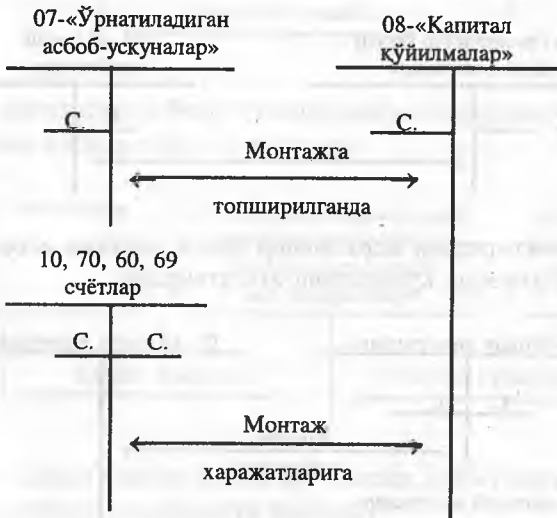 07-«Ўрнатиладиган
асбоб-ускуналар»
08-«Капитал
қўйилмалар»
С.
С.
Монтажга
топширилганда
10, 70, 60, 69
счётлар
С.
С.
Монтаж
харажатларига